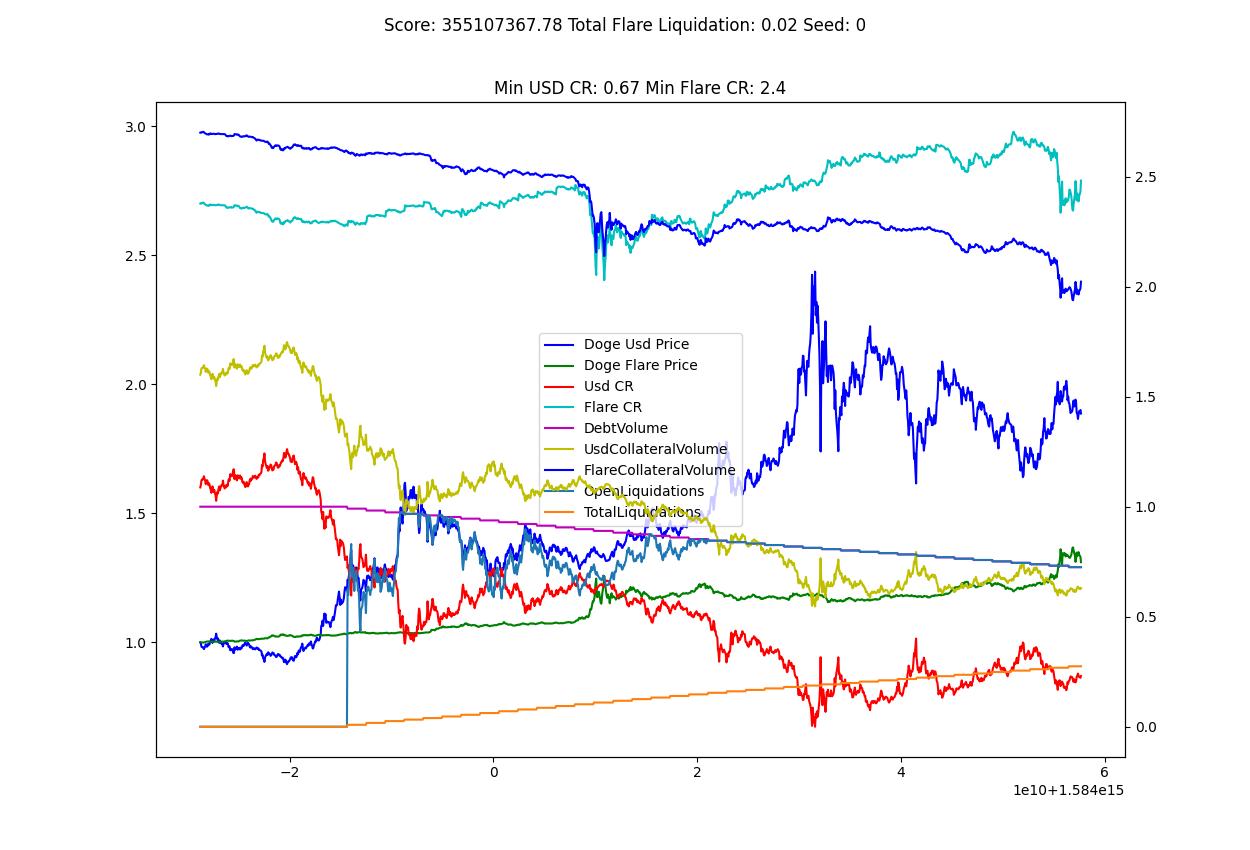 Score: 355107367.78 Total Flare Liquidation: 0.02 Seed: 0
Min USD CR: 0.67 Min Flare CR: 2.4
3.0
2.5
2.0
1.5
1.0
2.5
2.0
1.5
1.0
0.5
0.0
Doge Usd Price
Doge Flare Price
Usd CR
Flare CR
DebtVolume
UsdCollateralVolume
FlareCollateralVolume
OpenLiquidations
TotalLiquidations
−2
0
2
4
6
1e10+1.584e15